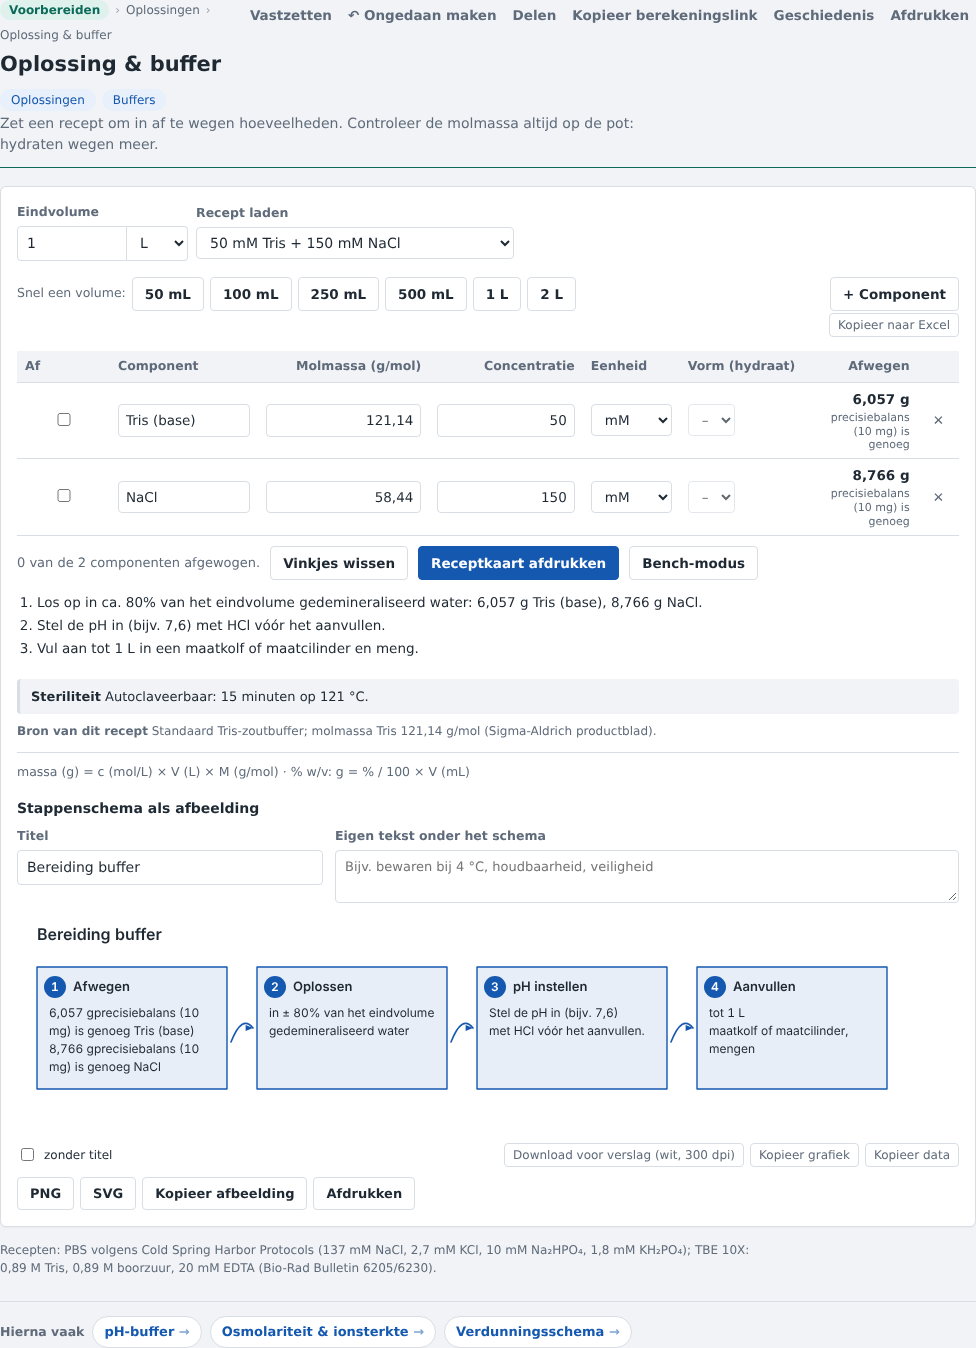 Voorbereiden › Oplossingen ›
Oplossing & buffer
Vastzetten ↶ Ongedaan maken Delen Kopieer berekeningslink Geschiedenis Afdrukken
Oplossing & buffer
Oplossingen Buffers
Zet een recept om in af te wegen hoeveelheden. Controleer de molmassa altijd op de pot:
hydraten wegen meer.
Eindvolume Recept laden
1 L 50 mM Tris + 150 mM NaCl
Snel een volume: 50 mL 100 mL 250 mL 500 mL 1 L 2 L + Component
Kopieer naar Excel
Af Component Molmassa (g/mol) Concentratie Eenheid Vorm (hydraat) Afwegen
Tris (base) 121,14 50 mM – 6,057 g ✕
precisiebalans
(10 mg) is
genoeg
NaCl 58,44 150 mM – 8,766 g ✕
precisiebalans
(10 mg) is
genoeg
0 van de 2 componenten afgewogen. Vinkjes wissen Receptkaart afdrukken Bench-modus
1. Los op in ca. 80% van het eindvolume gedemineraliseerd water: 6,057 g Tris (base), 8,766 g NaCl.
2. Stel de pH in (bijv. 7,6) met HCl vóór het aanvullen.
3. Vul aan tot 1 L in een maatkolf of maatcilinder en meng.
Steriliteit Autoclaveerbaar: 15 minuten op 121 °C.
Bron van dit recept Standaard Tris-zoutbuffer; molmassa Tris 121,14 g/mol (Sigma-Aldrich productblad).
massa (g) = c (mol/L) × V (L) × M (g/mol) · % w/v: g = % / 100 × V (mL)
Stappenschema als afbeelding
Titel Eigen tekst onder het schema
Bereiding buffer Bijv. bewaren bij 4 °C, houdbaarheid, veiligheid
Bereiding buffer
1 Afwegen
6,057 gprecisiebalans (10
mg) is genoeg Tris (base)
8,766 gprecisiebalans (10
mg) is genoeg NaCl
2 Oplossen
in ± 80% van het eindvolume
gedemineraliseerd water
3 pH instellen
Stel de pH in (bijv. 7,6)
met HCl vóór het aanvullen.
4 Aanvullen
tot 1 L
maatkolf of maatcilinder,
mengen
zonder titel Download voor verslag (wit, 300 dpi) Kopieer grafiek Kopieer data
PNG SVG Kopieer afbeelding Afdrukken
Recepten: PBS volgens Cold Spring Harbor Protocols (137 mM NaCl, 2,7 mM KCl, 10 mM Na₂HPO₄, 1,8 mM KH₂PO₄); TBE 10X:
0,89 M Tris, 0,89 M boorzuur, 20 mM EDTA (Bio-Rad Bulletin 6205/6230).
Hierna vaak pH-buffer → Osmolariteit & ionsterkte → Verdunningsschema →